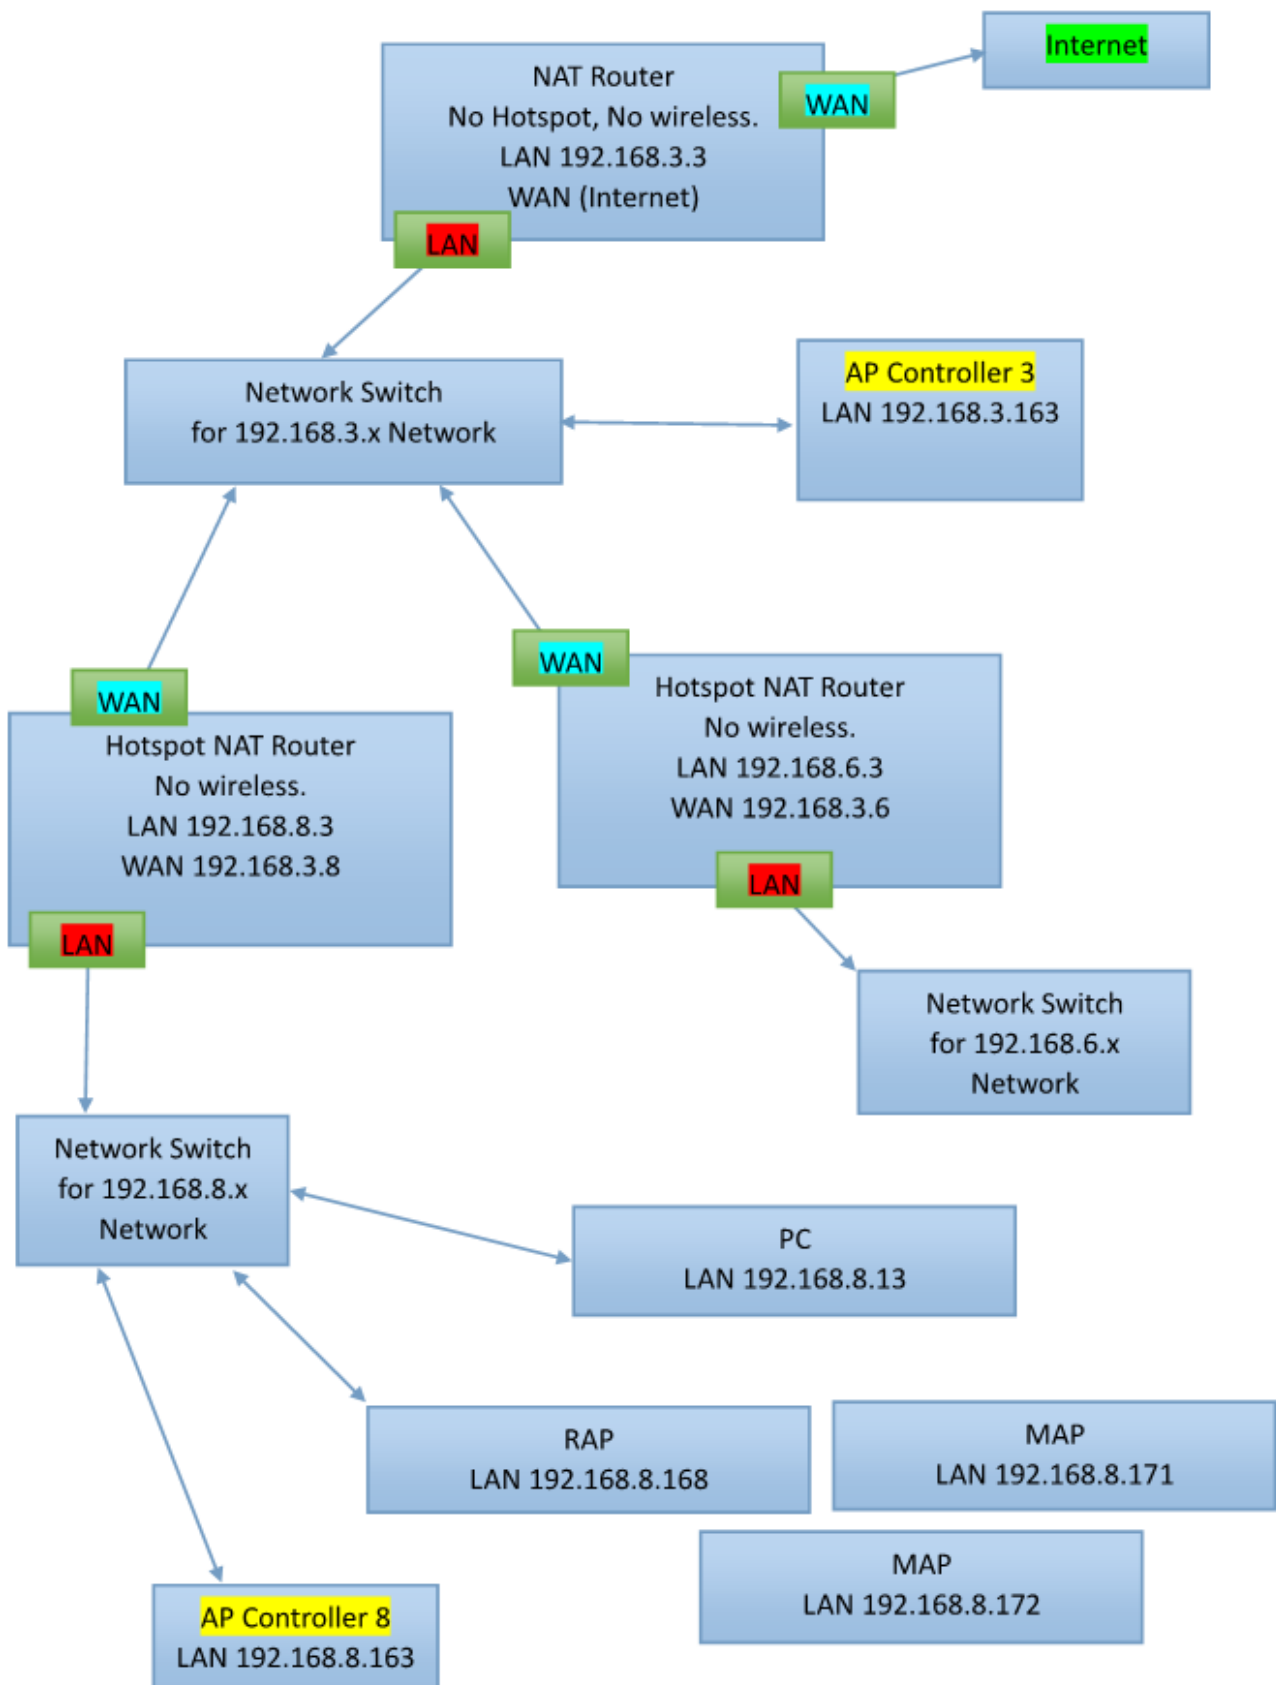 Internet
NAT Router
No Hotspot, No wireless.
LAN 192.168.3.3
WAN (Internet)
WAN
LAN
Network Switch
for 192.168.3.x Network
AP Controller 3
LAN 192.168.3.163
WAN
Hotspot NAT Router
No wireless.
LAN 192.168.8.3
WAN 192.168.3.8
LAN
WAN
Hotspot NAT Router
No wireless.
LAN 192.168.6.3
WAN 192.168.3.6
LAN
Network Switch
for 192.168.6.x
Network
Network Switch
for 192.168.8.x
Network
PC
LAN 192.168.8.13
RAP
LAN 192.168.8.168
MAP
LAN 192.168.8.171
MAP
LAN 192.168.8.172
AP Controller 8
LAN 192.168.8.163